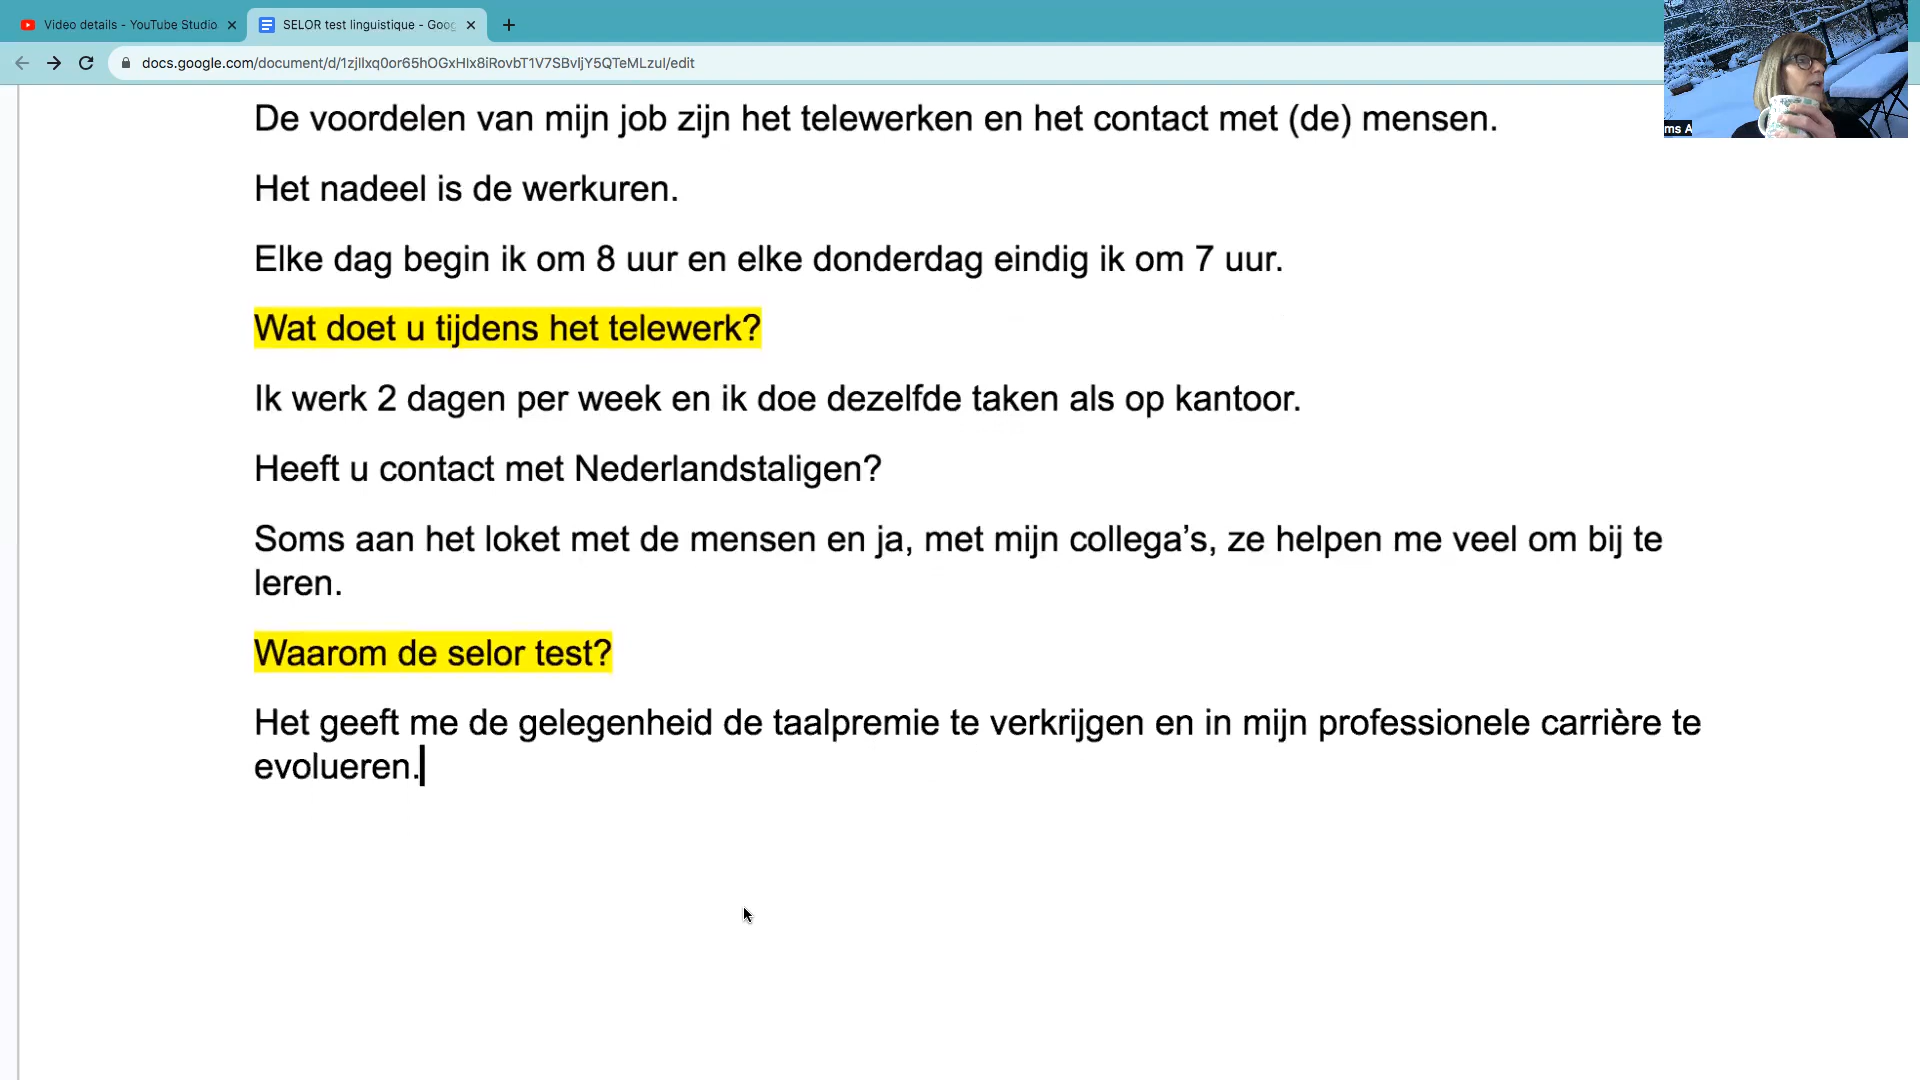 Video details - YouTube Studio
SELOR test linguistique - Goo
docs.google.com/document/d/1zjIlxq0or65hOGxHlx8iRovbT1V7SBvIjY5QTeMLzuI/edit
ms A
De voordelen van mijn job zijn het telewerken en het contact met (de) mensen.
Het nadeel is de werkuren.
Elke dag begin ik om 8 uur en elke donderdag eindig ik om 7 uur.
Wat doet u tijdens het telewerk?
Ik werk 2 dagen per week en ik doe dezelfde taken als op kantoor.
Heeft u contact met Nederlandstaligen?
Soms aan het loket met de mensen en ja, met mijn collega’s, ze helpen me veel om bij te
leren.
Waarom de selor test?
Het geeft me de gelegenheid de taalpremie te verkrijgen en in mijn professionele carrière te
evolueren.